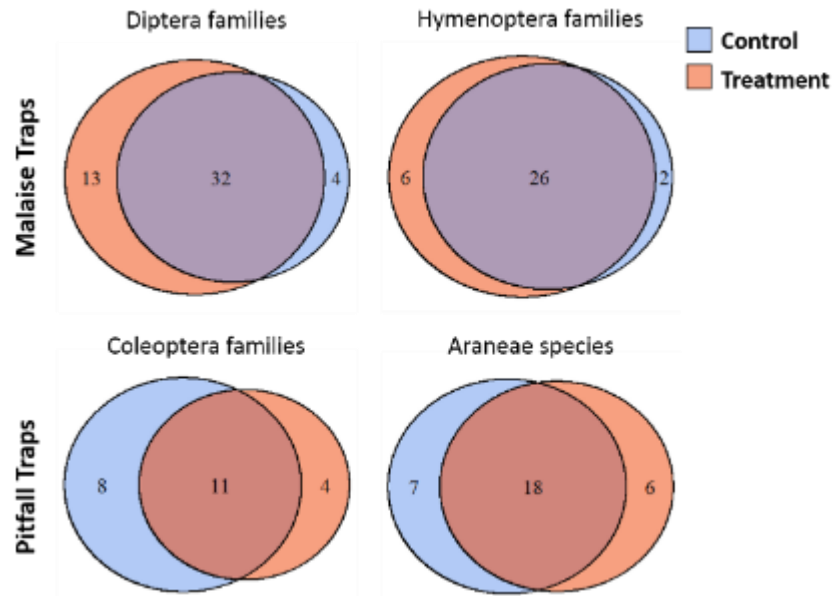 Diptera families
Hymenoptera families
Control
Treatment
Malaise Traps
13
32
4
6
26
2
Coleoptera families
Araneae species
Pitfall Traps
8
11
4
7
18
6